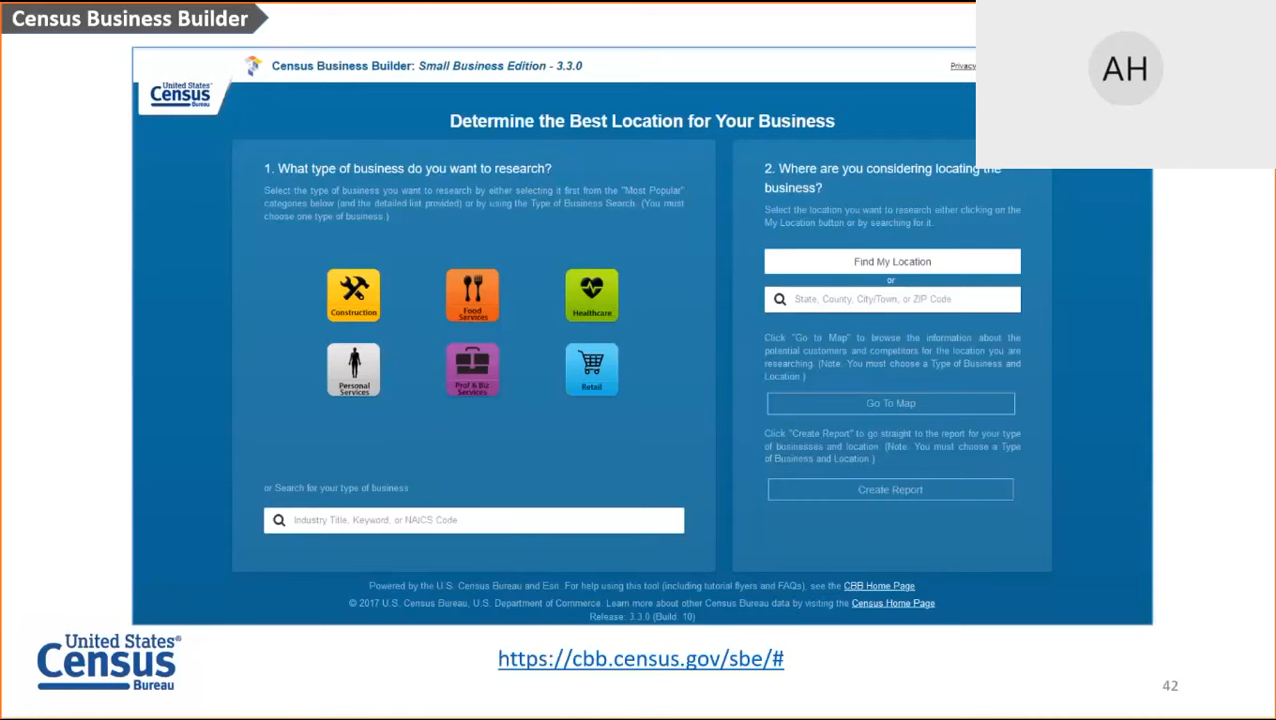 Census Business Builder
AH
United States®
Census
Bureau
Census Business Builder: Small Business Edition - 3.3.0
Privacy
Determine the Best Location for Your Business
1. What type of business do you want to research?
Select the type of business you want to research by either selecting it first from the "Most Popular"
categories below (and the detailed list provided) or by using the Type of Business Search. (You must
choose one type of business.)
Construction
Food
Services
Healthcare
Personal
Services
Prof & Biz
Services
Retail
or Search for your type of business
Industry Title, Keyword, or NAICS Code
2. Where are you considering locating the
business?
Select the location you want to research either clicking on the
My Location button or by searching for it.
Find My Location
or
State, County, City/Town, or ZIP Code
Click "Go to Map" to browse the information about the
potential customers and competitors for the location you are
researching. (Note: You must choose a Type of Business and
Location.)
Go To Map
Click "Create Report" to go straight to the report for your type
of businesses and location. (Note: You must choose a Type
of Business and Location.)
Create Report
Powered by the U.S. Census Bureau and Esri. For help using this tool (including tutorial flyers and FAQs), see the CBB Home Page
© 2017 U.S. Census Bureau, U.S. Department of Commerce. Learn more about other Census Bureau data by visiting the Census Home Page
Release: 3.3.0 (Build: 10)
United States®
Census
Bureau
https://cbb.census.gov/sbe/#
42